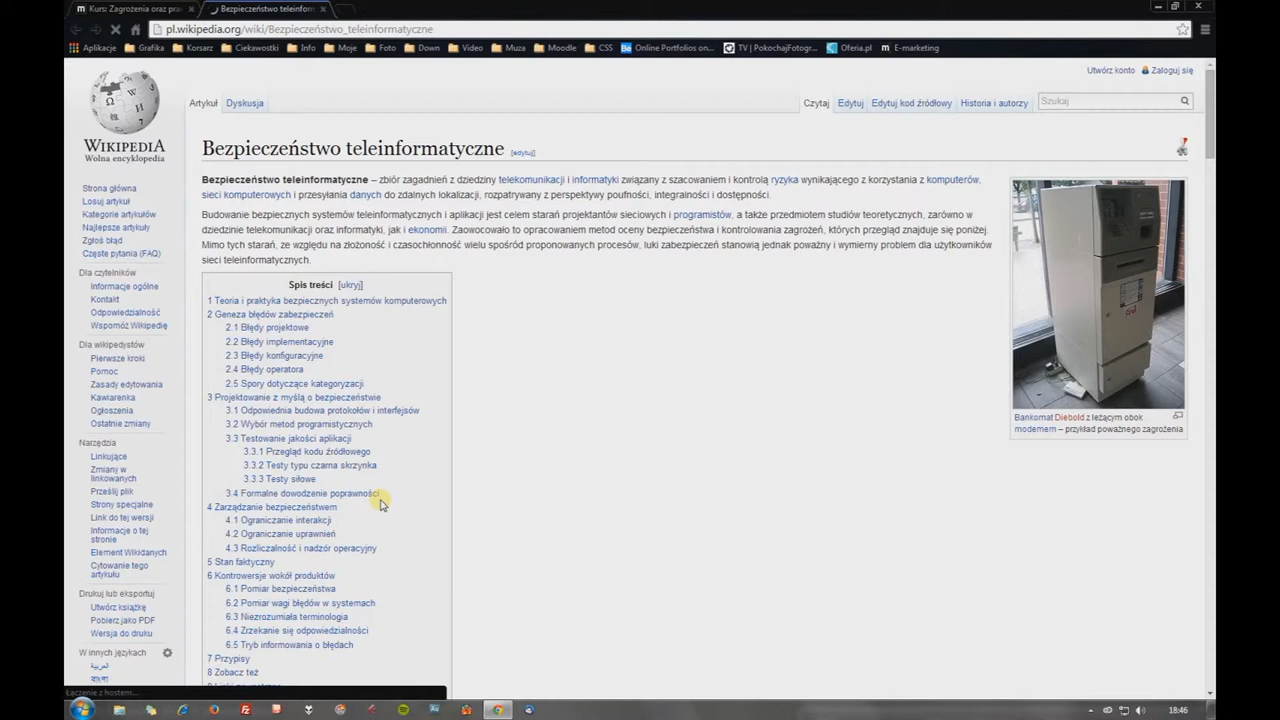 Kurs: Zagrożenia oraz pra
Bezpieczeństwo teleinform
pl.wikipedia.org/wiki/Bezpieczeństwo_teleinformatyczne
Aplikacje Grafika Korsarz Ciekawostki Info Moje Foto Down Video Muza Moodle CSS Online Portfolios on... TV | PokochajFotogr... Oferia.pl E-marketing
Utwórz konto Zaloguj się
Artykuł Dyskusja Czytaj Edytuj Edytuj kod źródłowy Historia i autorzy Szukaj
WIKIPEDIA
Wolna encyklopedia
Strona główna
Losuj artykuł
Kategorie artykułów
Najlepsze artykuły
Zgłoś błąd
Częste pytania (FAQ)
Dla czytelników
Informacje ogólne
Kontakt
Odpowiedzialność
Wspomóż Wikipedię
Dla wikipedystów
Pierwsze kroki
Pomoc
Zasady edytowania
Kawiarenka
Ogłoszenia
Ostatnie zmiany
Narzędzia
Linkujące
Zmiany w
linkowanych
Prześlij plik
Strony specjalne
Link do tej wersji
Informacje o tej
stronie
Element Wikidanych
Cytowanie tego
artykułu
Drukuj lub eksportuj
Utwórz książkę
Pobierz jako PDF
Wersja do druku
W innych językach
العربية
বাংলা
Bezpieczeństwo teleinformatyczne [edytuj]
Bezpieczeństwo teleinformatyczne – zbiór zagadnień z dziedziny telekomunikacji i informatyki związany z szacowaniem i kontrolą ryzyka wynikającego z korzystania z komputerów,
sieci komputerowych i przesyłania danych do zdalnych lokalizacji, rozpatrywany z perspektywy poufności, integralności i dostępności.
Budowanie bezpiecznych systemów teleinformatycznych i aplikacji jest celem starań projektantów sieciowych i programistów, a także przedmiotem studiów teoretycznych, zarówno w
dziedzinie telekomunikacji oraz informatyki, jak i ekonomii. Zaowocowało to opracowaniem metod oceny bezpieczeństwa i kontrolowania zagrożeń, których przegląd znajduje się poniżej.
Mimo tych starań, ze względu na złożoność i czasochłonność wielu spośród proponowanych procesów, luki zabezpieczeń stanowią jednak poważny i wymierny problem dla użytkowników
sieci teleinformatycznych.
Spis treści [ukryj]
1 Teoria i praktyka bezpiecznych systemów komputerowych
2 Geneza błędów zabezpieczeń
2.1 Błędy projektowe
2.2 Błędy implementacyjne
2.3 Błędy konfiguracyjne
2.4 Błędy operatora
2.5 Spory dotyczące kategoryzacji
3 Projektowanie z myślą o bezpieczeństwie
3.1 Odpowiednia budowa protokołów i interfejsów
3.2 Wybór metod programistycznych
3.3 Testowanie jakości aplikacji
3.3.1 Przegląd kodu źródłowego
3.3.2 Testy typu czarna skrzynka
3.3.3 Testy siłowe
3.4 Formalne dowodzenie poprawności
4 Zarządzanie bezpieczeństwem
4.1 Ograniczanie interakcji
4.2 Ograniczanie uprawnień
4.3 Rozliczalność i nadzór operacyjny
5 Stan faktyczny
6 Kontrowersje wokół produktów
6.1 Pomiar bezpieczeństwa
6.2 Pomiar wagi błędów w systemach
6.3 Niezrozumiała terminologia
6.4 Zrzekanie się odpowiedzialności
6.5 Tryb informowania o błędach
7 Przypisy
8 Zobacz też
Bankomat Diebold z leżącym obok
modemem – przykład poważnego zagrożenia
Łączenie z hostem...
18:46